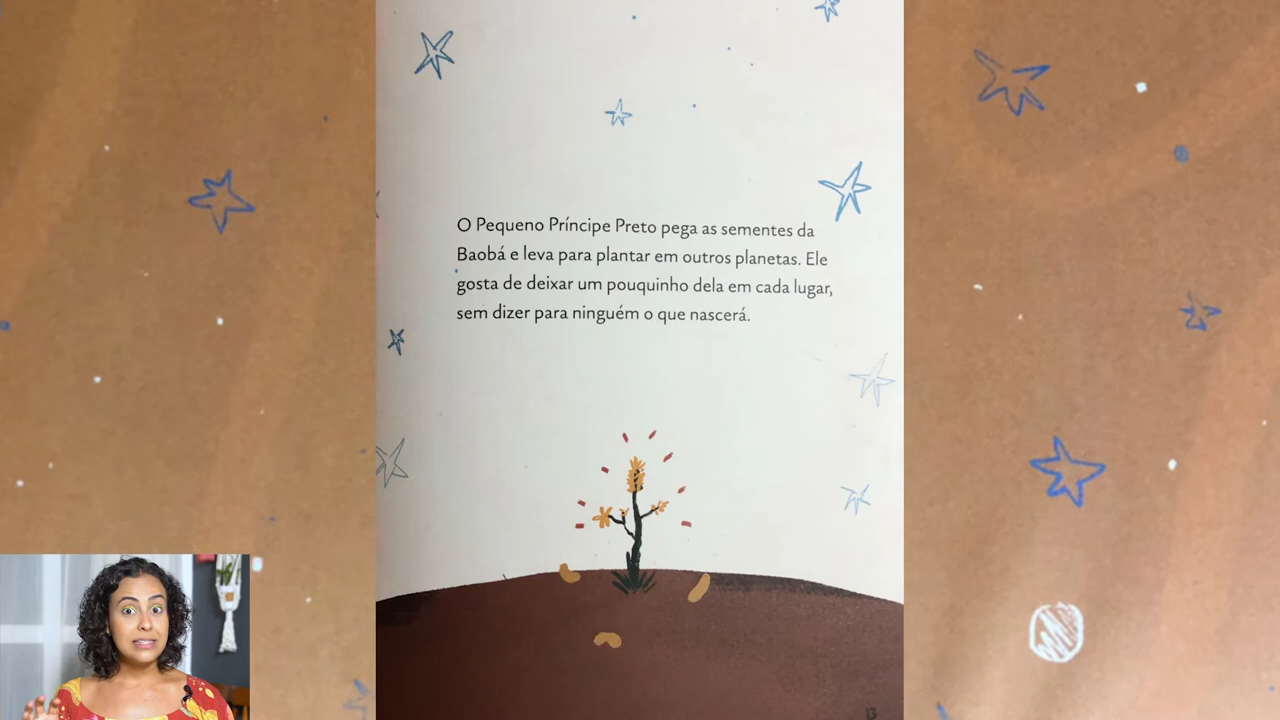 O Pequeno Príncipe Preto pega as sementes da
Baobá e leva para plantar em outros planetas. Ele
gosta de deixar um pouquinho dela em cada lugar,
sem dizer para ninguém o que nascerá.
13